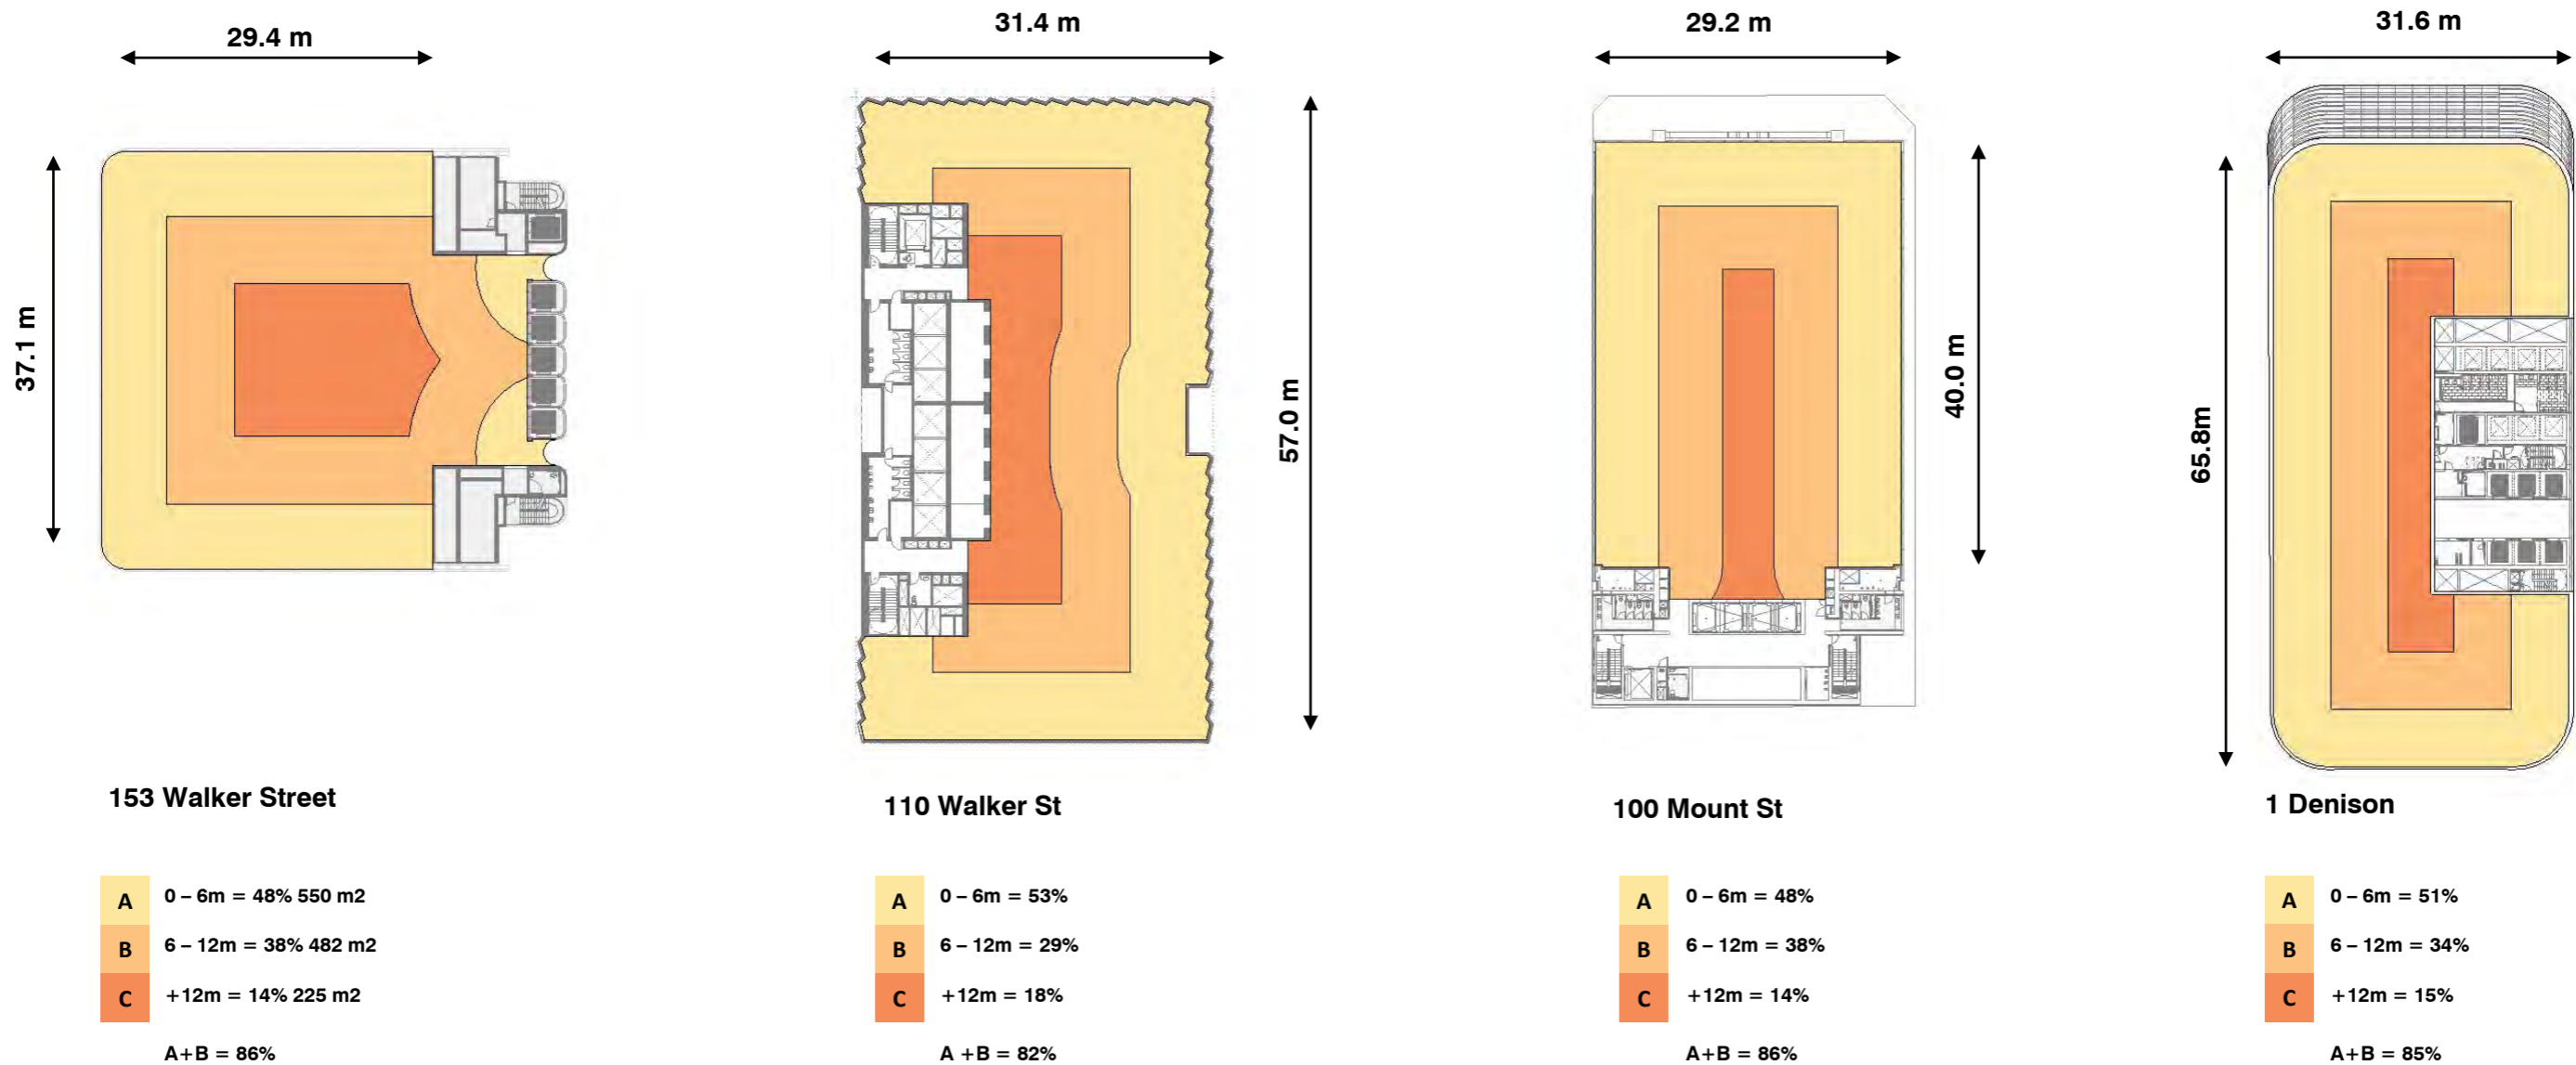 29.4 m
37.1 m
153 Walker Street
A 0 – 6m = 48% 550 m2
B 6 – 12m = 38% 482 m2
C +12m = 14% 225 m2
A+B = 86%
31.4 m
57.0 m
110 Walker St
A 0 – 6m = 53%
B 6 – 12m = 29%
C +12m = 18%
A +B = 82%
29.2 m
40.0 m
100 Mount St
A 0 – 6m = 48%
B 6 – 12m = 38%
C +12m = 14%
A+B = 86%
31.6 m
65.8m
1 Denison
A 0 – 6m = 51%
B 6 – 12m = 34%
C +12m = 15%
A+B = 85%